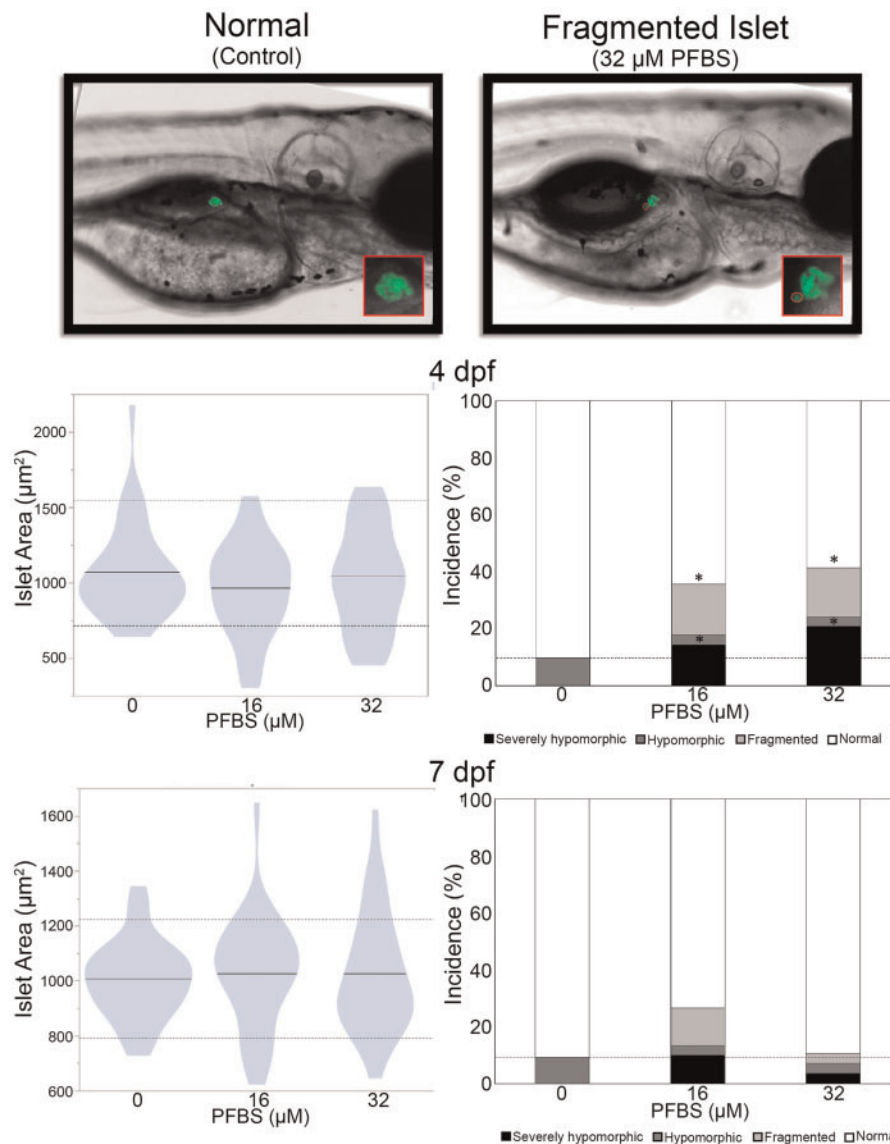 Normal
(Control)
Fragmented Islet
(32 µM PFBS)
4 dpf
Islet Area (µm²)
2000
1500
1000
500
0
16
32
PFBS (µM)
Incidence (%)
100
80
60
40
20
0
*
*
*
*
0
16
32
PFBS (µM)
Severely hypomorphic Hypomorphic Fragmented Normal
7 dpf
Islet Area (µm²)
1600
1400
1200
1000
800
600
0
16
32
PFBS (µM)
Incidence (%)
100
80
60
40
20
0
0
16
32
PFBS (µM)
Severely hypomorphic Hypomorphic Fragmented Normal